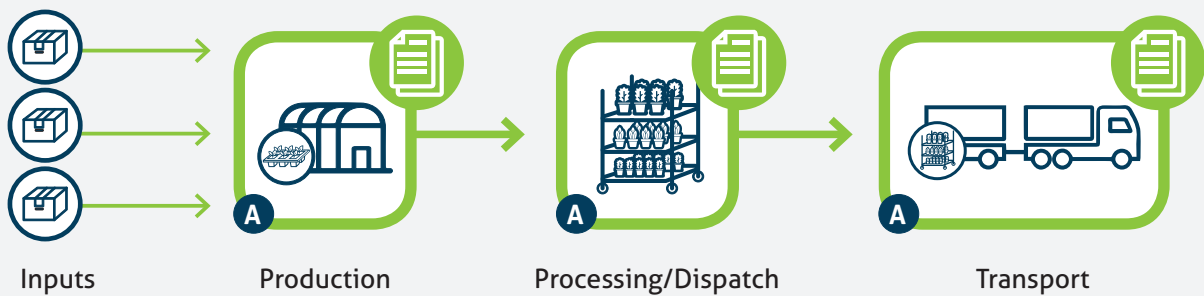 A
A
A
Inputs
Production
Processing/Dispatch
Transport